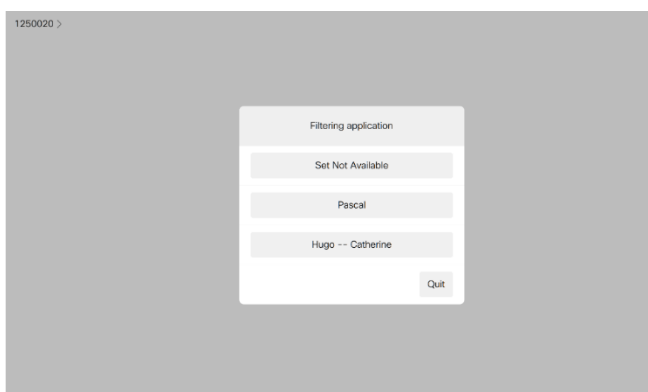 1250020 >
Filtering application
Set Not Available
Pascal
Hugo -- Catherine
Quit